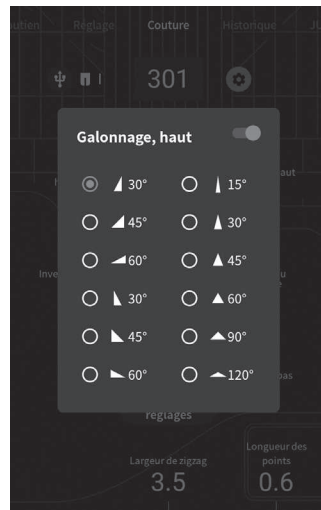 Réglage Couture Historique
301
Galonnage, haut
30° 15°
45° 30°
60° 45°
30° 60°
45° 90°
60° 120°
réglages
Largeur de zigzag
3.5
Longueur des
points
0.6